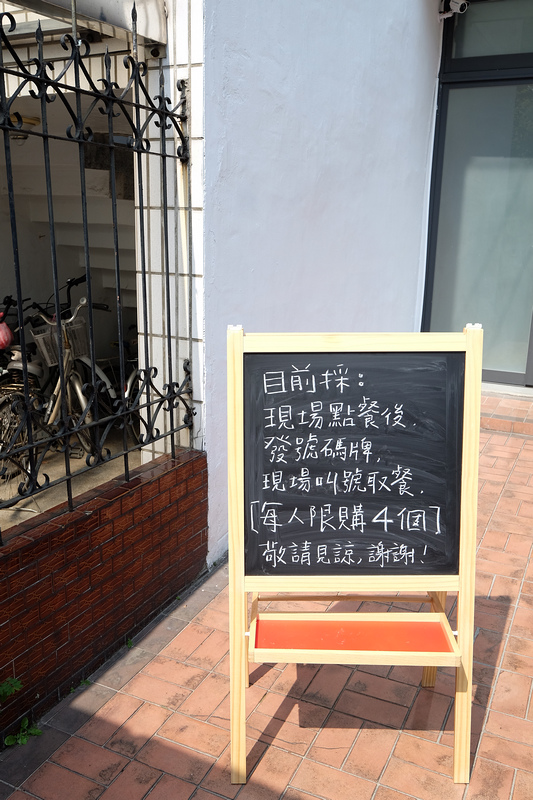 目前採：
現場點餐後.
發號碼牌,
現場叫號取餐.
[每人限購4個]
敬請見諒,謝謝!